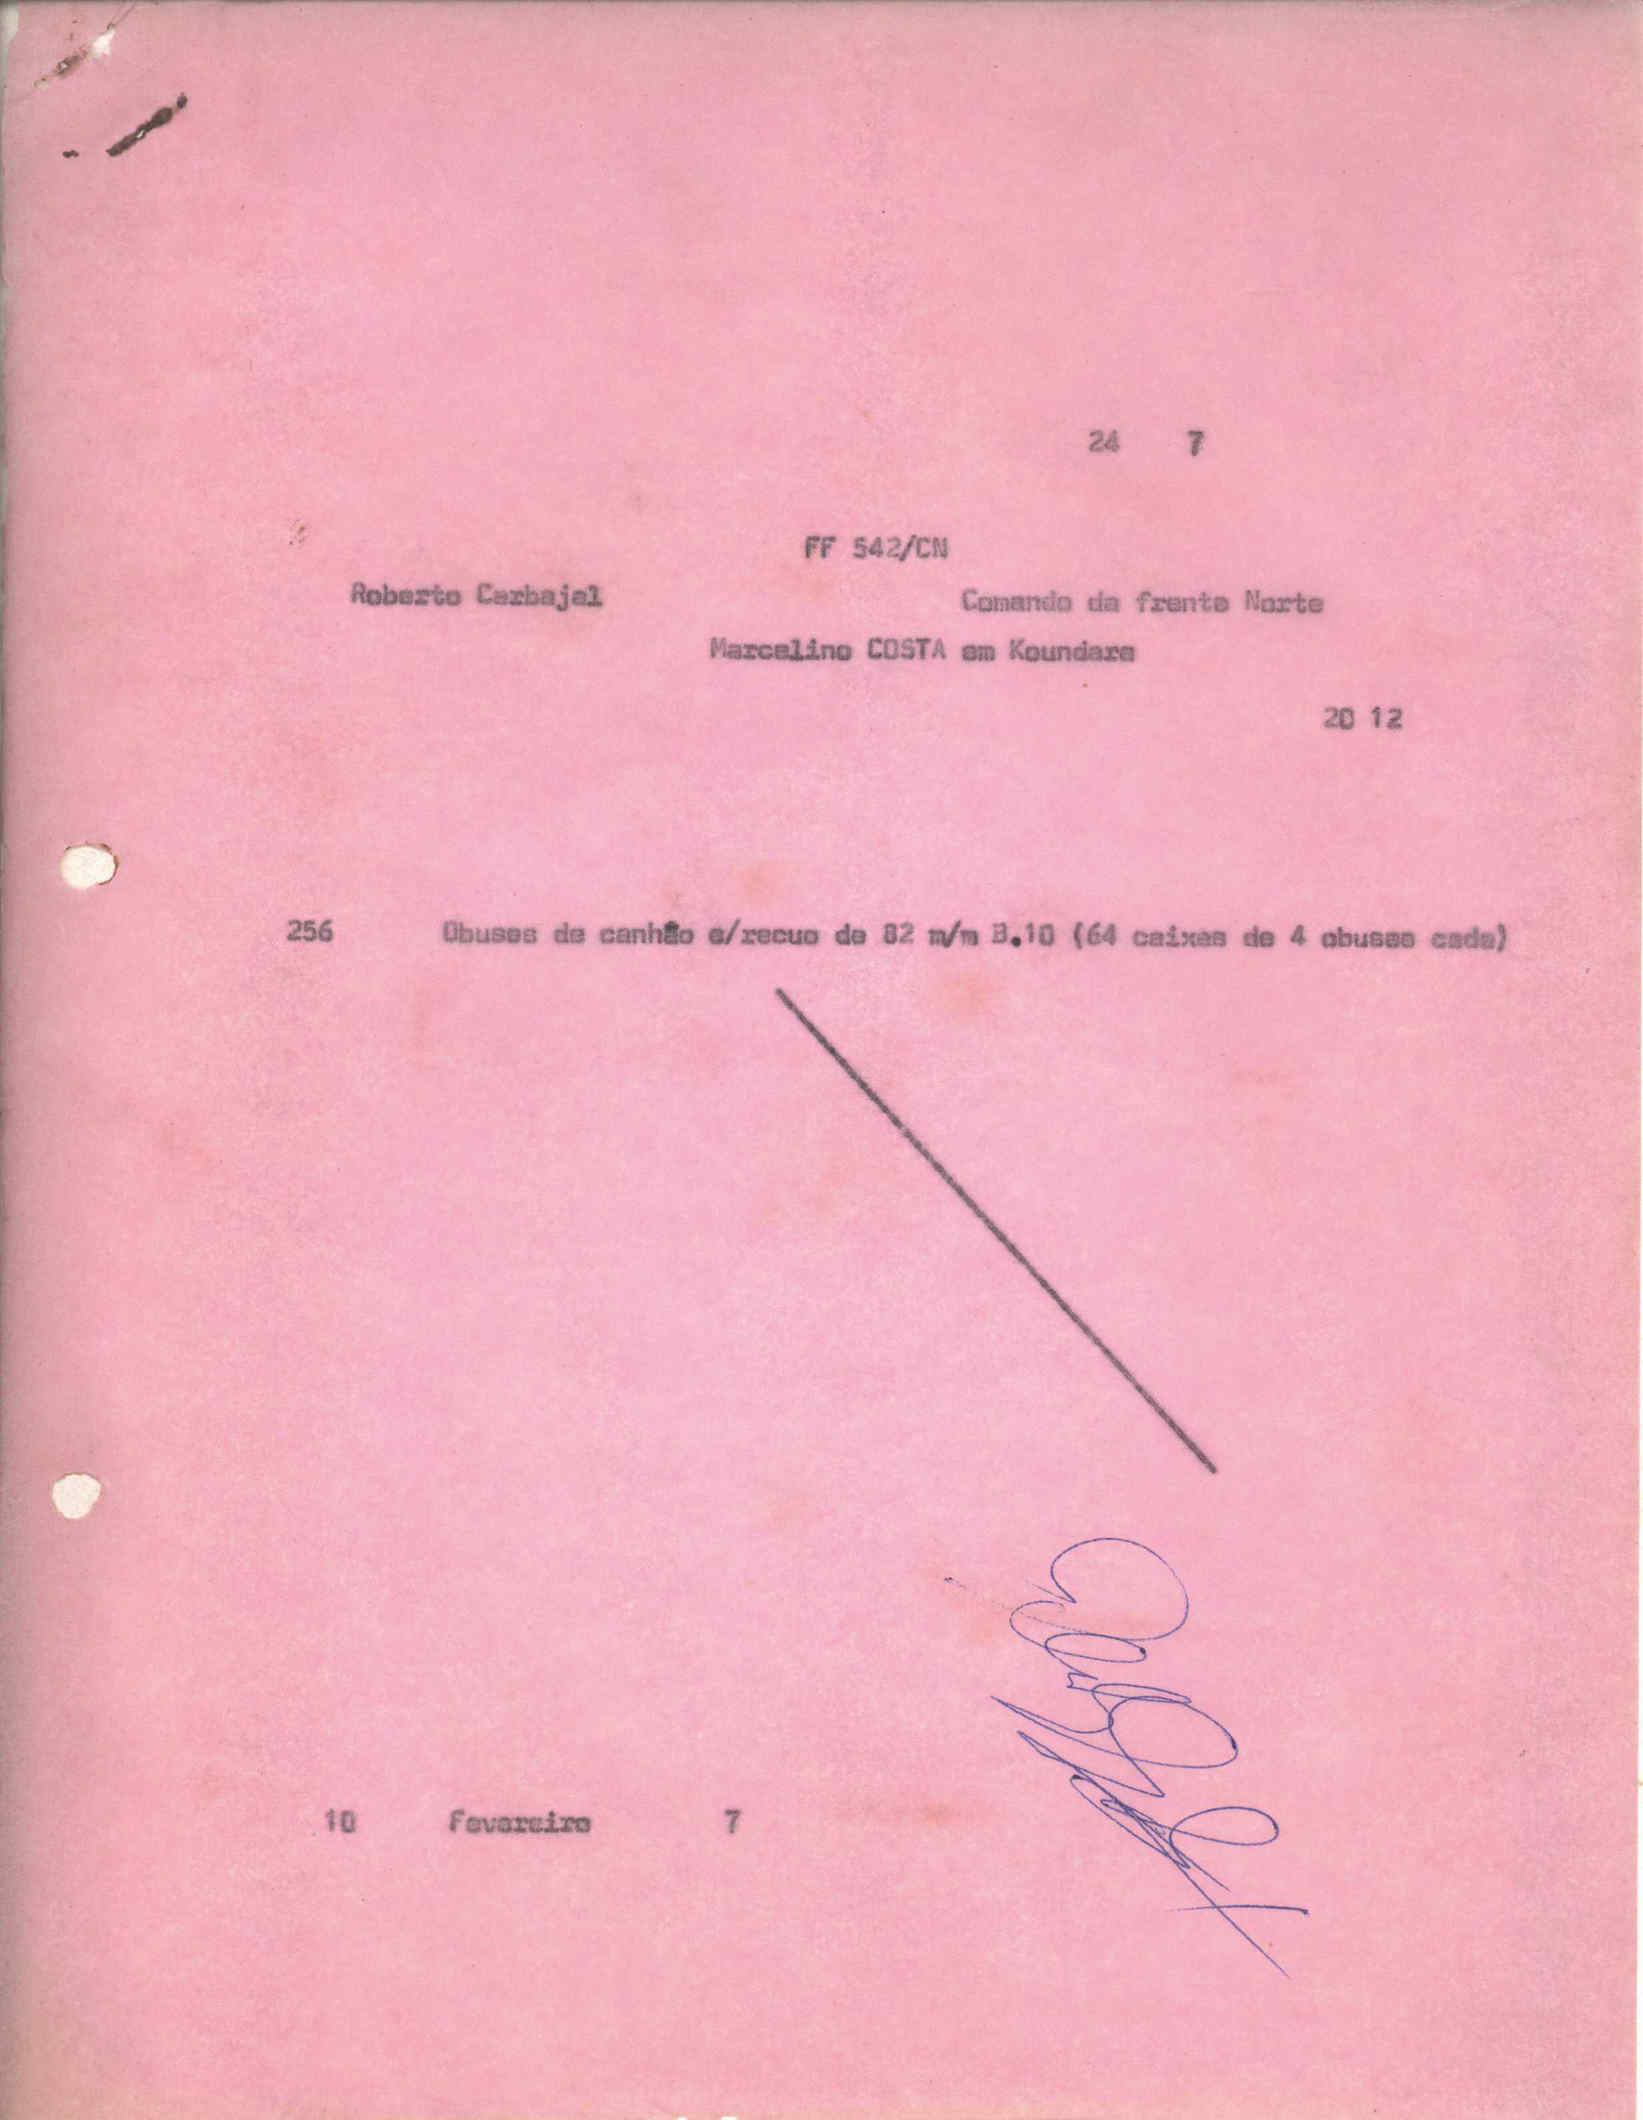 24 7
FF 542/CN
Roberto Carbajal Comando da frente Norte
Marcelino COSTA em Koundara
20 12
256 Obuses de canhão s/recuo de 82 m/m B.10 (64 caixas de 4 obuses cada)
10 Fevereiro 7